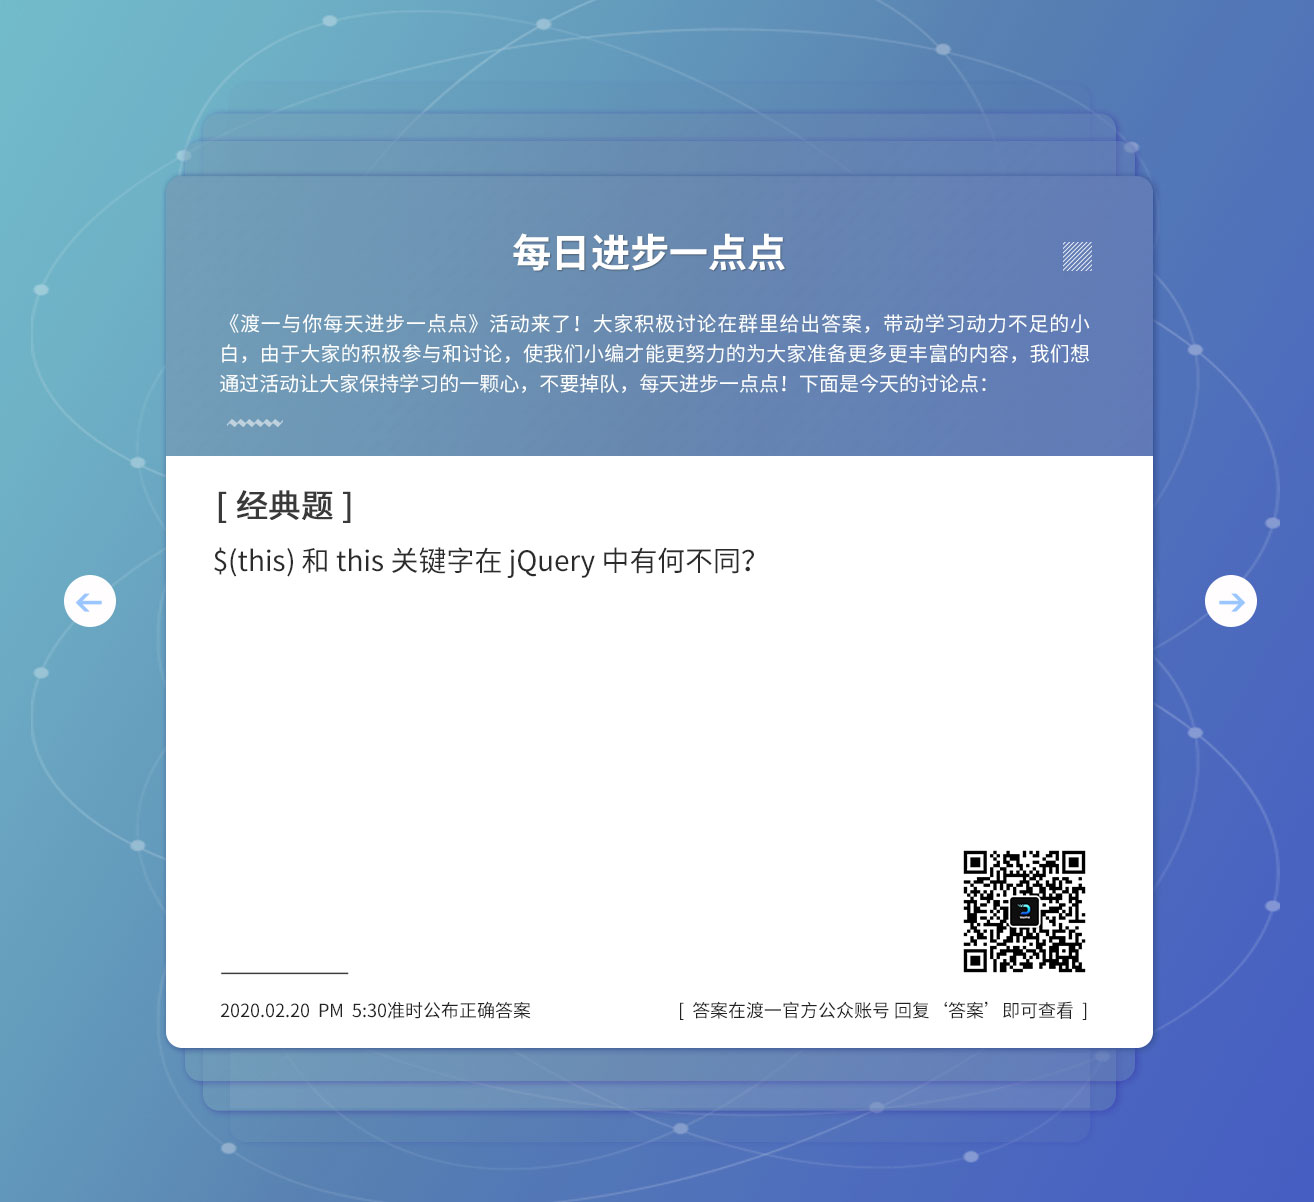 每日进步一点点
《渡一与你每天进步一点点》活动来了！大家积极讨论在群里给出答案，带动学习动力不足的小
白，由于大家的积极参与和讨论，使我们小编才能更努力的为大家准备更多更丰富的内容，我们想
通过活动让大家保持学习的一颗心，不要掉队，每天进步一点点！下面是今天的讨论点：
[ 经典题 ]
$(this) 和 this 关键字在 jQuery 中有何不同？
2020.02.20 PM 5:30准时公布正确答案
[ 答案在渡一官方公众账号 回复‘答案’即可查看 ]